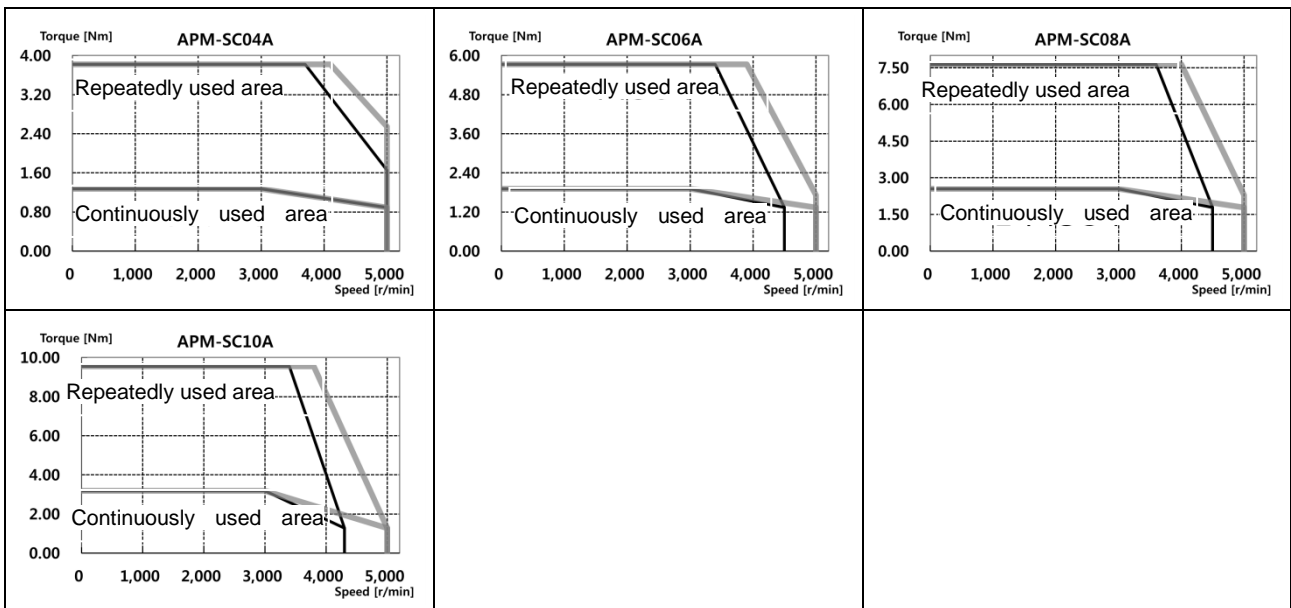 Torque [Nm] APM-SC04A
4.00
3.20
2.40
1.60
0.80
0.00
Repeatedly used area
Continuously used area
0 1,000 2,000 3,000 4,000 5,000
Speed [r/min]
Torque [Nm] APM-SC06A
6.00
4.80
3.60
2.40
1.20
0.00
Repeatedly used area
Continuously used area
0 1,000 2,000 3,000 4,000 5,000
Speed [r/min]
Torque [Nm] APM-SC08A
7.50
6.00
4.50
3.00
1.50
0.00
Repeatedly used area
Continuously used area
0 1,000 2,000 3,000 4,000 5,000
Speed [r/min]
Torque [Nm] APM-SC10A
10.00
8.00
6.00
4.00
2.00
0.00
Repeatedly used area
Continuously used area
0 1,000 2,000 3,000 4,000 5,000
Speed [r/min]